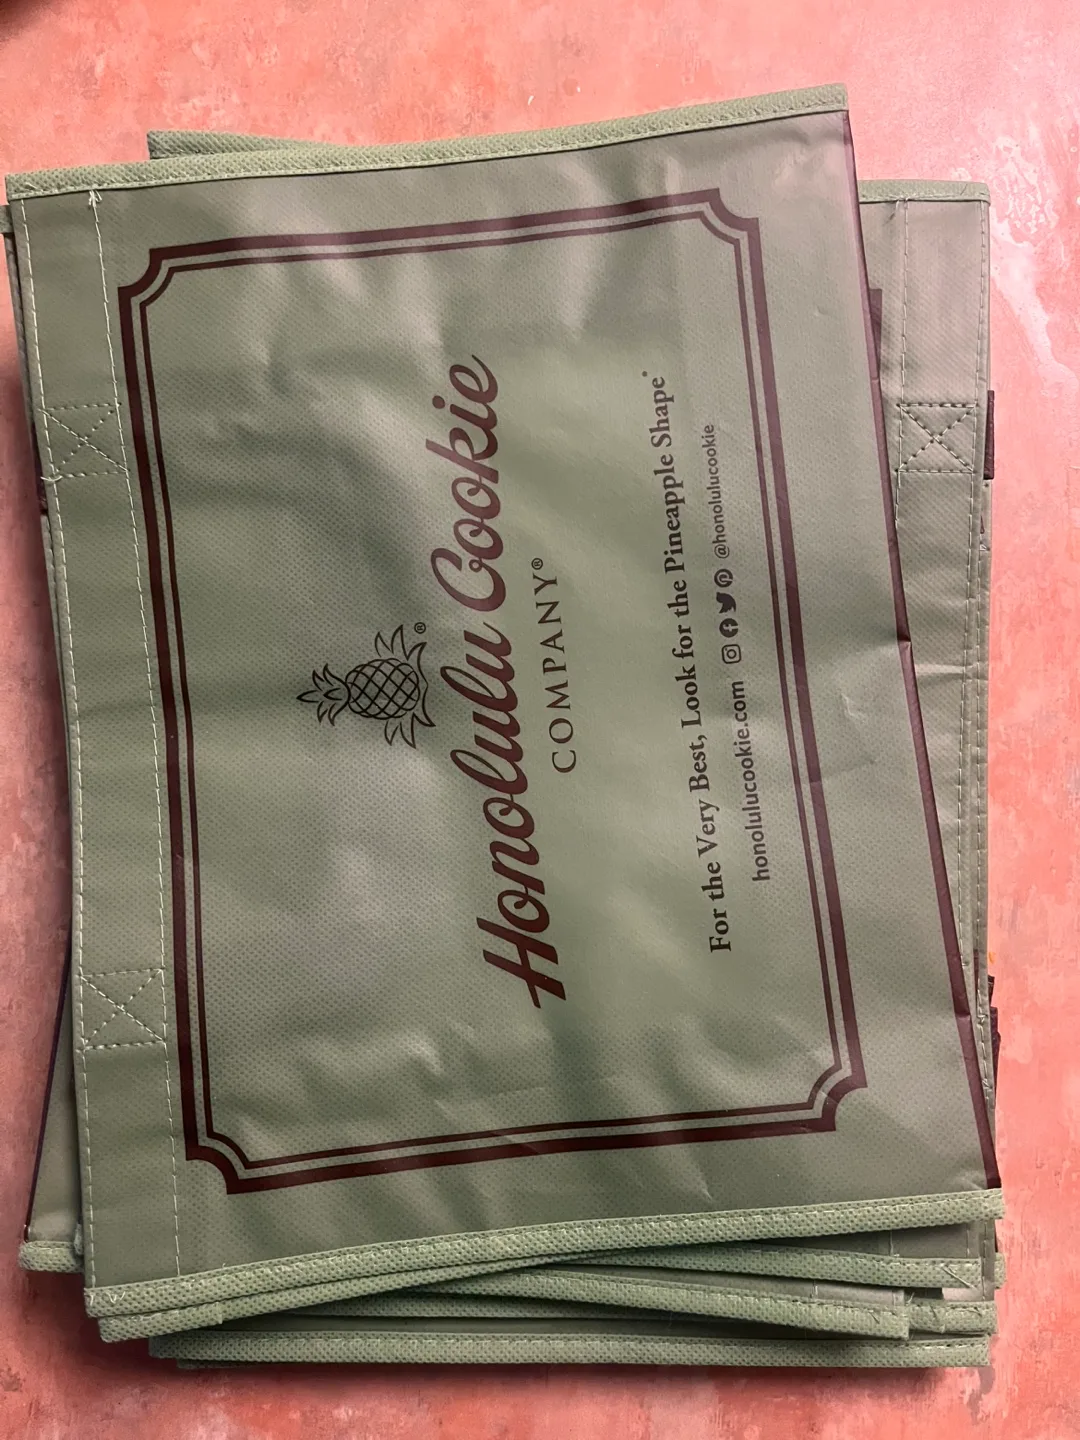 ®
Honolulu Cookie
COMPANY®
For the Very Best, Look for the Pineapple Shape®
honolulucookie.com @honolulucookie